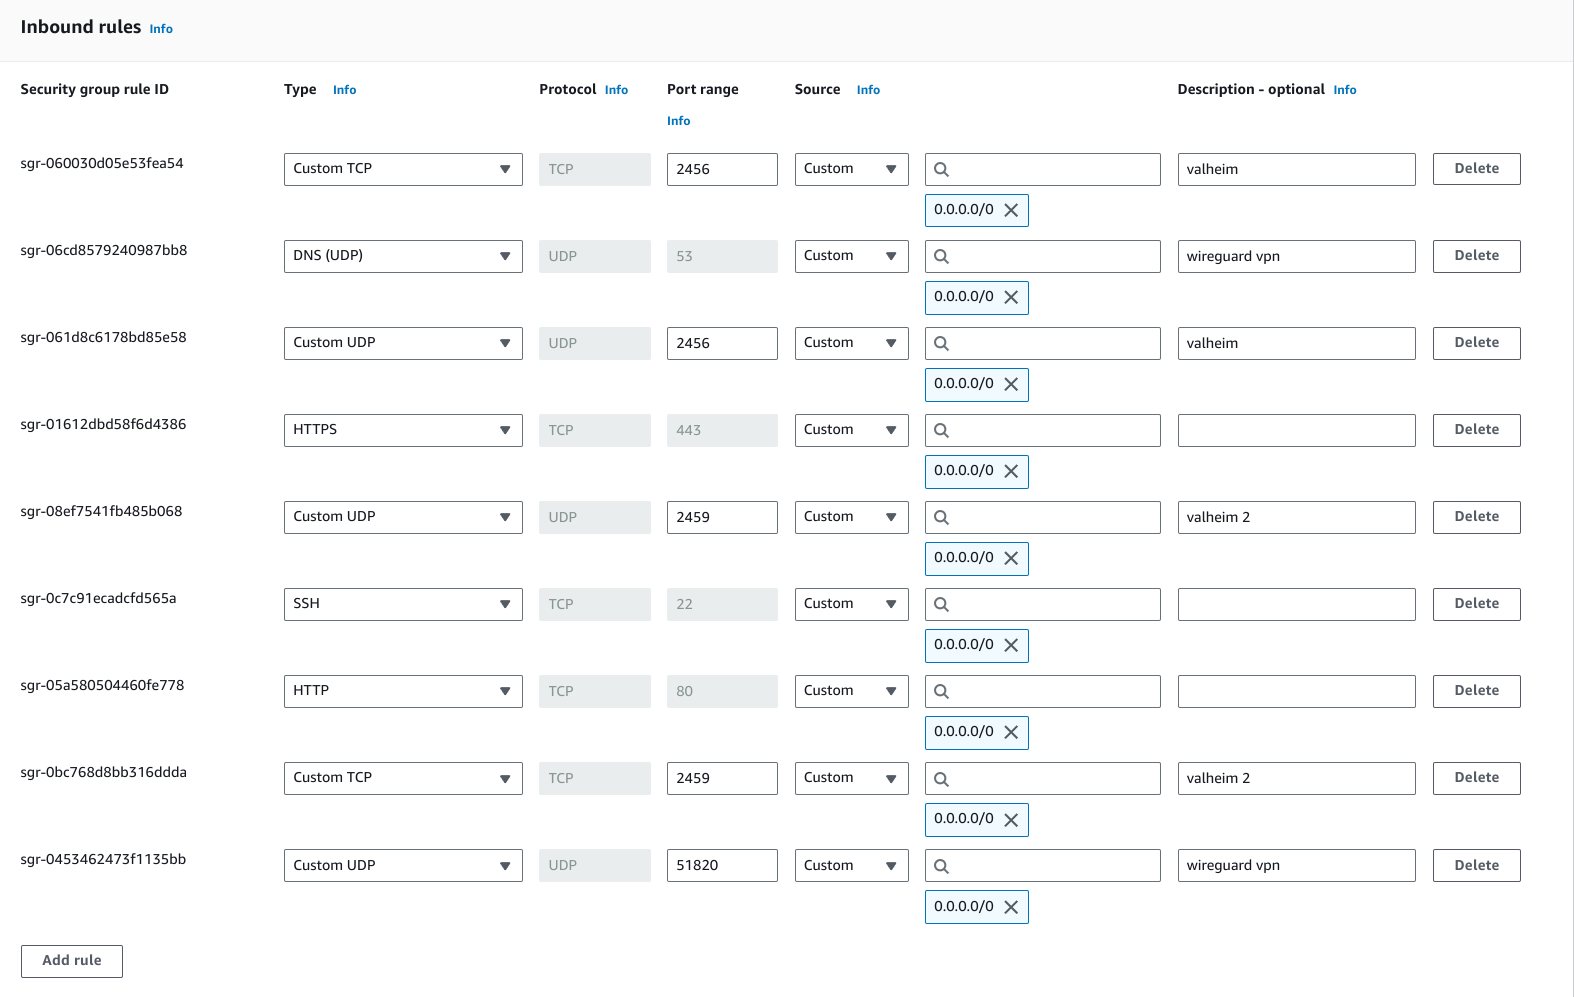 Inbound rules Info
Security group rule ID Type Info Protocol Info Port range Info Source Info Description - optional Info
sgr-060030d05e53fea54 Custom TCP TCP 2456 Custom valheim Delete
0.0.0.0/0
sgr-06cd8579240987bb8 DNS (UDP) UDP 53 Custom wireguard vpn Delete
0.0.0.0/0
sgr-061d8c6178bd85e58 Custom UDP UDP 2456 Custom valheim Delete
0.0.0.0/0
sgr-01612dbd58f6d4386 HTTPS TCP 443 Custom Delete
0.0.0.0/0
sgr-08ef7541fb485b068 Custom UDP UDP 2459 Custom valheim 2 Delete
0.0.0.0/0
sgr-0c7c91ecadcfd565a SSH TCP 22 Custom Delete
0.0.0.0/0
sgr-05a580504460fe778 HTTP TCP 80 Custom Delete
0.0.0.0/0
sgr-0bc768d8bb316ddda Custom TCP TCP 2459 Custom valheim 2 Delete
0.0.0.0/0
sgr-0453462473f1135bb Custom UDP UDP 51820 Custom wireguard vpn Delete
0.0.0.0/0
Add rule